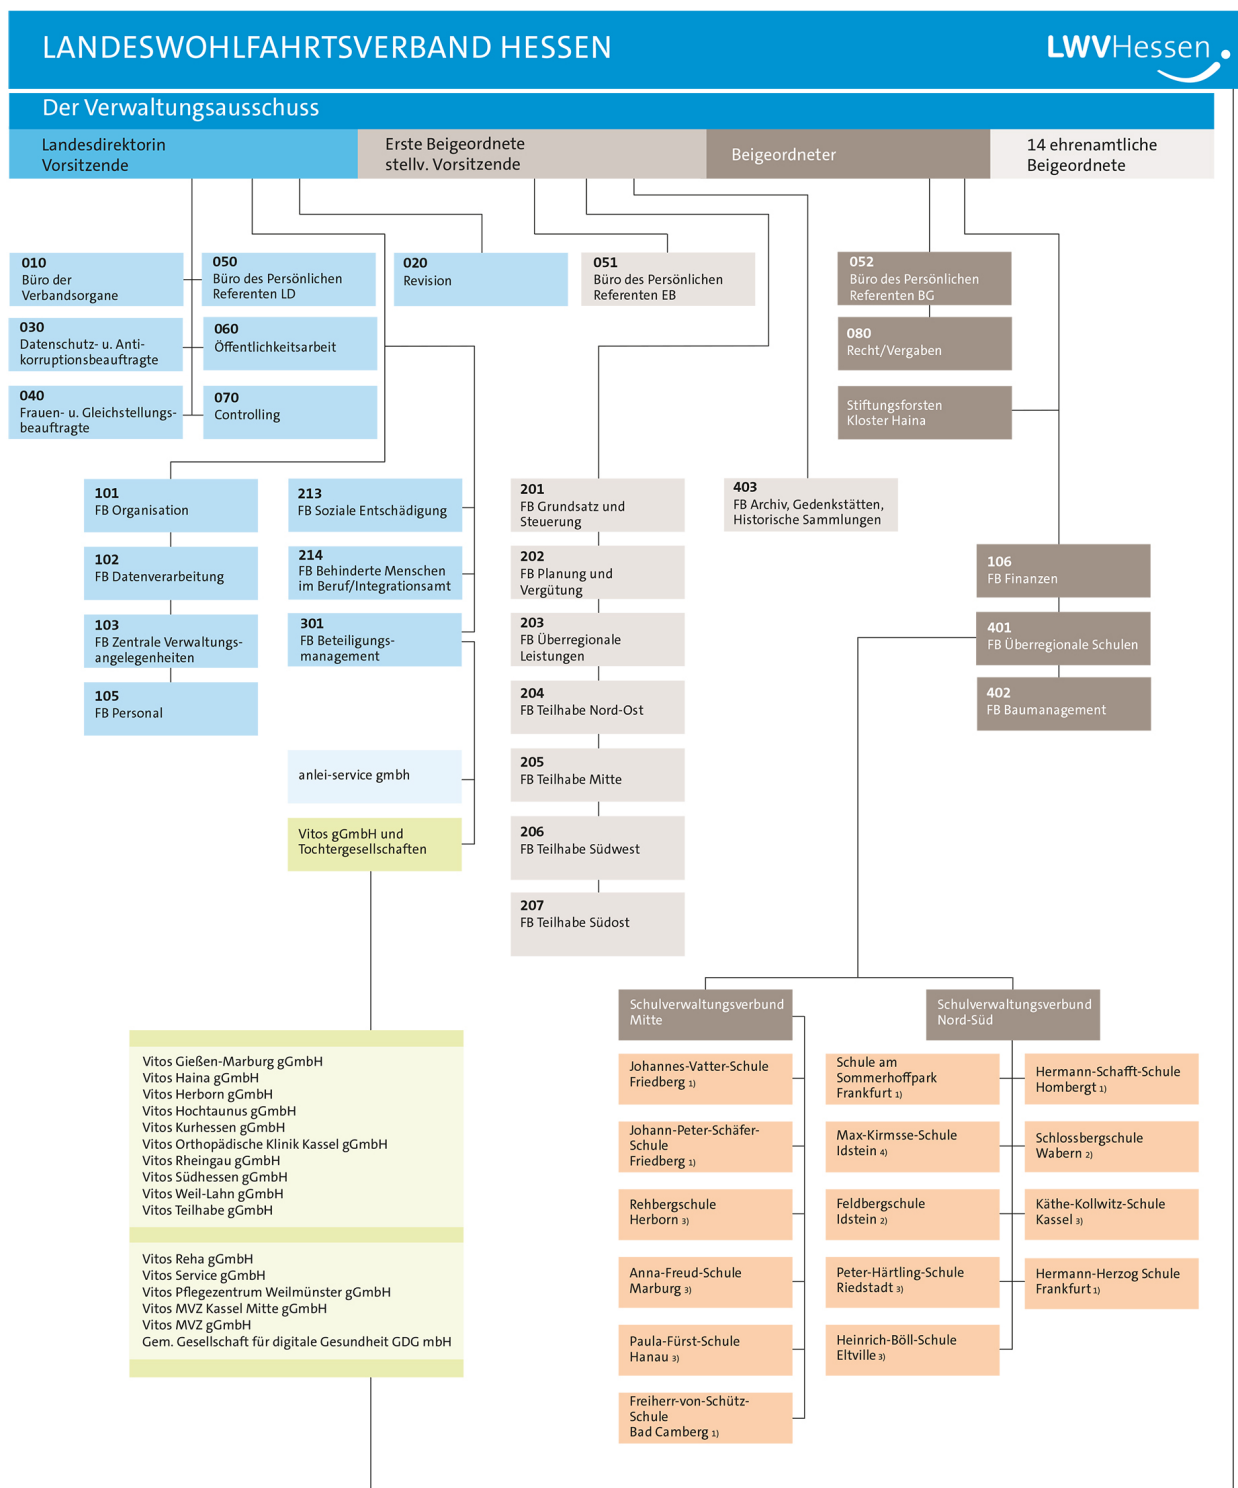 LANDESWOHLFAHRTSVERBAND HESSEN
LWVHessen
Der Verwaltungsausschuss
Landesdirektorin
Vorsitzende
Erste Beigeordnete
stellv. Vorsitzende
Beigeordneter
14 ehrenamtliche
Beigeordnete
010
Büro der
Verbandsorgane
050
Büro des Persönlichen
Referenten LD
020
Revision
051
Büro des Persönlichen
Referenten EB
052
Büro des Persönlichen
Referenten BG
030
Datenschutz- u. Anti-
korruptionsbeauftragte
060
Öffentlichkeitsarbeit
080
Recht/Vergaben
040
Frauen- u. Gleichstellungs-
beauftragte
070
Controlling
Stiftungsforsten
Kloster Haina
101
FB Organisation
102
FB Datenverarbeitung
103
FB Zentrale Verwaltungs-
angelegenheiten
105
FB Personal
213
FB Soziale Entschädigung
214
FB Behinderte Menschen
im Beruf/Integrationsamt
301
FB Beteiligungs-
management
anlei-service gmbh
Vitos gGmbH und
Tochtergesellschaften
201
FB Grundsatz und
Steuerung
202
FB Planung und
Vergütung
203
FB Überregionale
Leistungen
204
FB Teilhabe Nord-Ost
205
FB Teilhabe Mitte
206
FB Teilhabe Südwest
207
FB Teilhabe Südost
403
FB Archiv, Gedenkstätten,
Historische Sammlungen
106
FB Finanzen
401
FB Überregionale Schulen
402
FB Baumanagement
Vitos Gießen-Marburg gGmbH
Vitos Haina gGmbH
Vitos Herborn gGmbH
Vitos Hochtaunus gGmbH
Vitos Kurhessen gGmbH
Vitos Orthopädische Klinik Kassel gGmbH
Vitos Rheingau gGmbH
Vitos Südhessen gGmbH
Vitos Weil-Lahn gGmbH
Vitos Teilhabe gGmbH
Vitos Reha gGmbH
Vitos Service gGmbH
Vitos Pflegezentrum Weilmünster gGmbH
Vitos MVZ Kassel Mitte gGmbH
Vitos MVZ gGmbH
Gem. Gesellschaft für digitale Gesundheit GDG mbH
Schulverwaltungsverbund
Mitte
Johannes-Vatter-Schule
Friedberg 1)
Johann-Peter-Schäfer-
Schule
Friedberg 1)
Rehbergschule
Herborn 3)
Anna-Freud-Schule
Marburg 3)
Paula-Fürst-Schule
Hanau 3)
Freiherr-von-Schütz-
Schule
Bad Camberg 1)
Schulverwaltungsverbund
Nord-Süd
Schule am
Sommerhoffpark
Frankfurt 1)
Max-Kirmsse-Schule
Idstein 4)
Feldbergschule
Idstein 2)
Peter-Härtling-Schule
Riedstadt 3)
Heinrich-Böll-Schule
Eltville 3)
Hermann-Schafft-Schule
Hombergt 1)
Schlossbergschule
Wabern 2)
Käthe-Kollwitz-Schule
Kassel 3)
Hermann-Herzog Schule
Frankfurt 1)